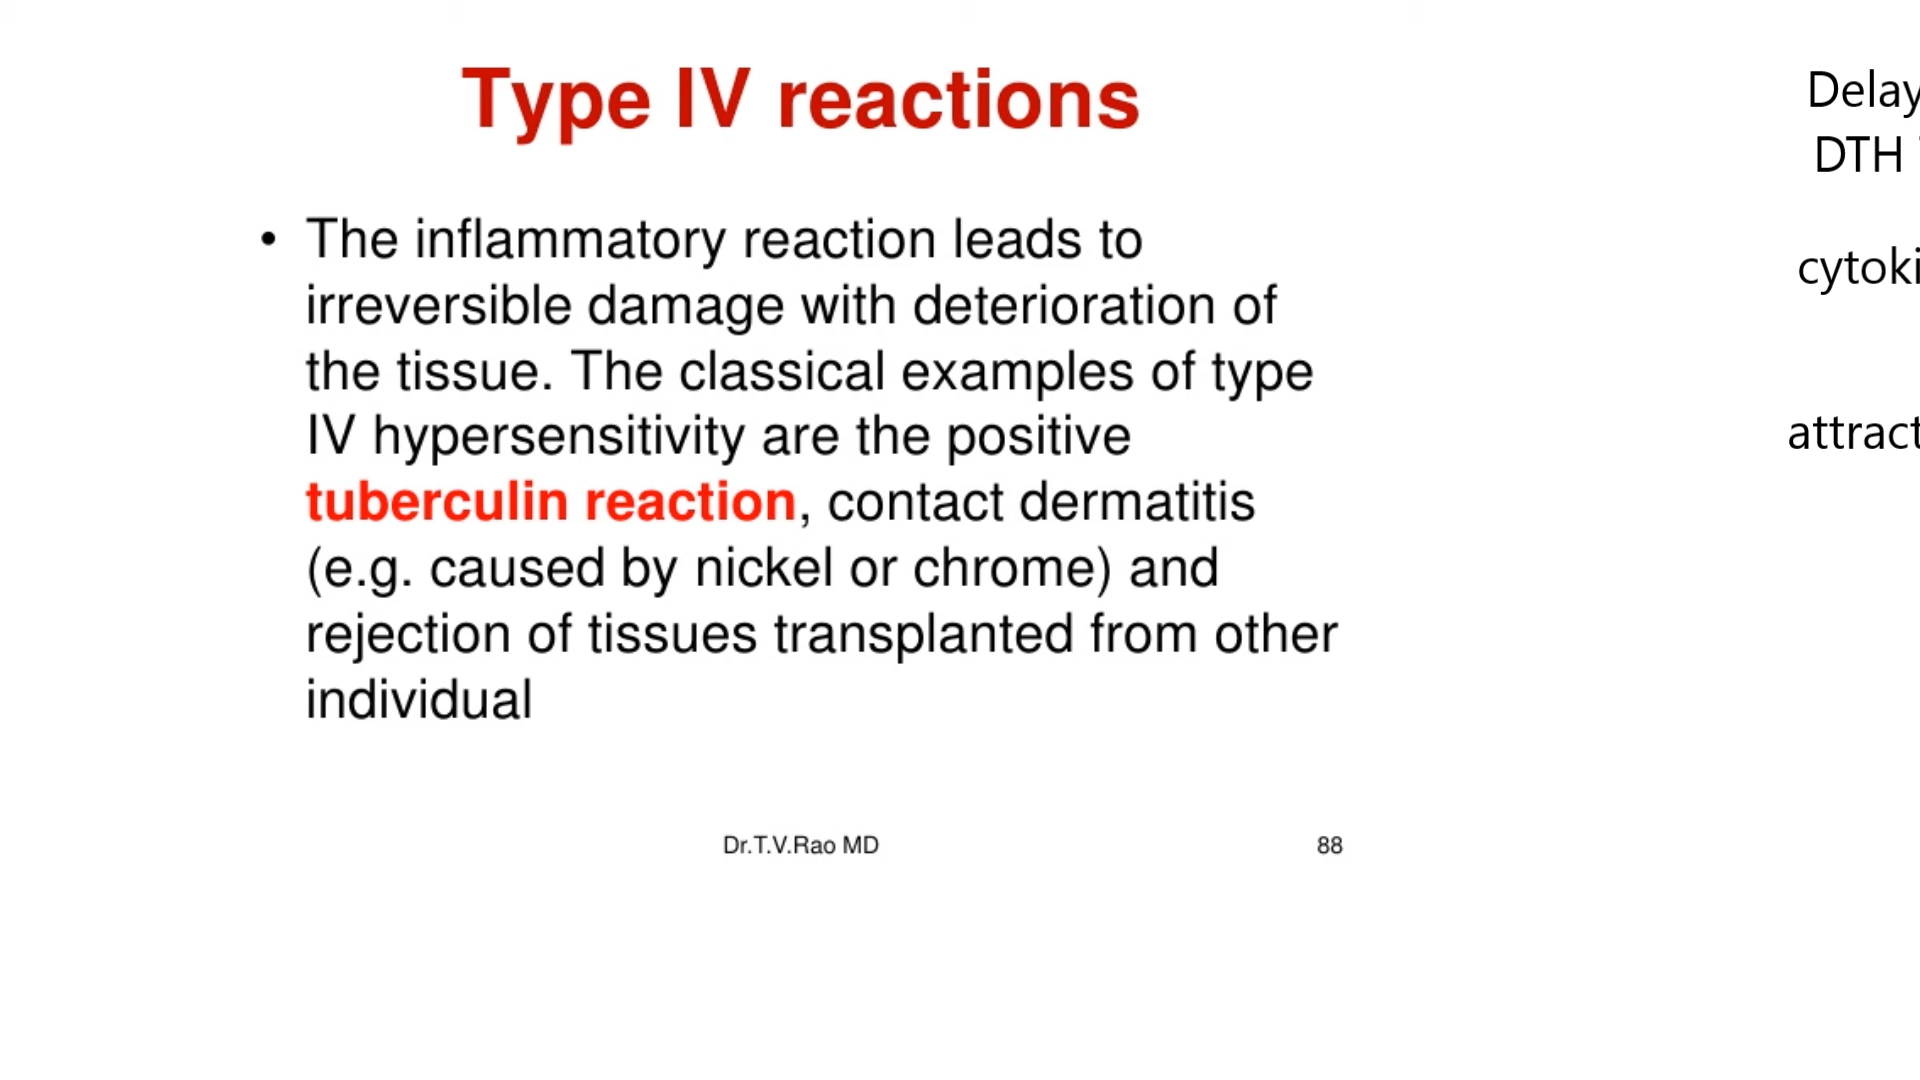 Type IV reactions
• The inflammatory reaction leads to
irreversible damage with deterioration of
the tissue. The classical examples of type
IV hypersensitivity are the positive
tuberculin reaction, contact dermatitis
(e.g. caused by nickel or chrome) and
rejection of tissues transplanted from other
individual
Dr.T.V.Rao MD
88
Delay
DTH
cytoki
attract